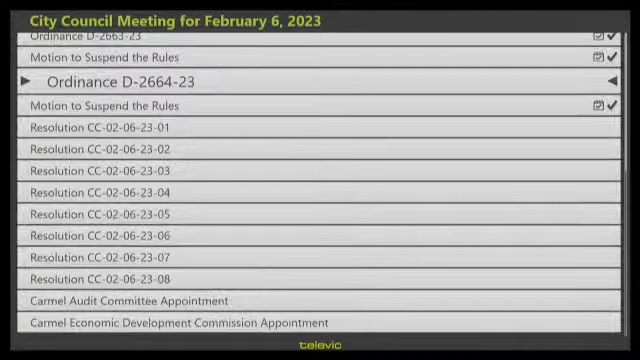 City Council Meeting for February 6, 2023
Ordinance D-2663-23
Motion to Suspend the Rules
Ordinance D-2664-23
Motion to Suspend the Rules
Resolution CC-02-06-23-01
Resolution CC-02-06-23-02
Resolution CC-02-06-23-03
Resolution CC-02-06-23-04
Resolution CC-02-06-23-05
Resolution CC-02-06-23-06
Resolution CC-02-06-23-07
Resolution CC-02-06-23-08
Carmel Audit Committee Appointment
Carmel Economic Development Commission Appointment
televic